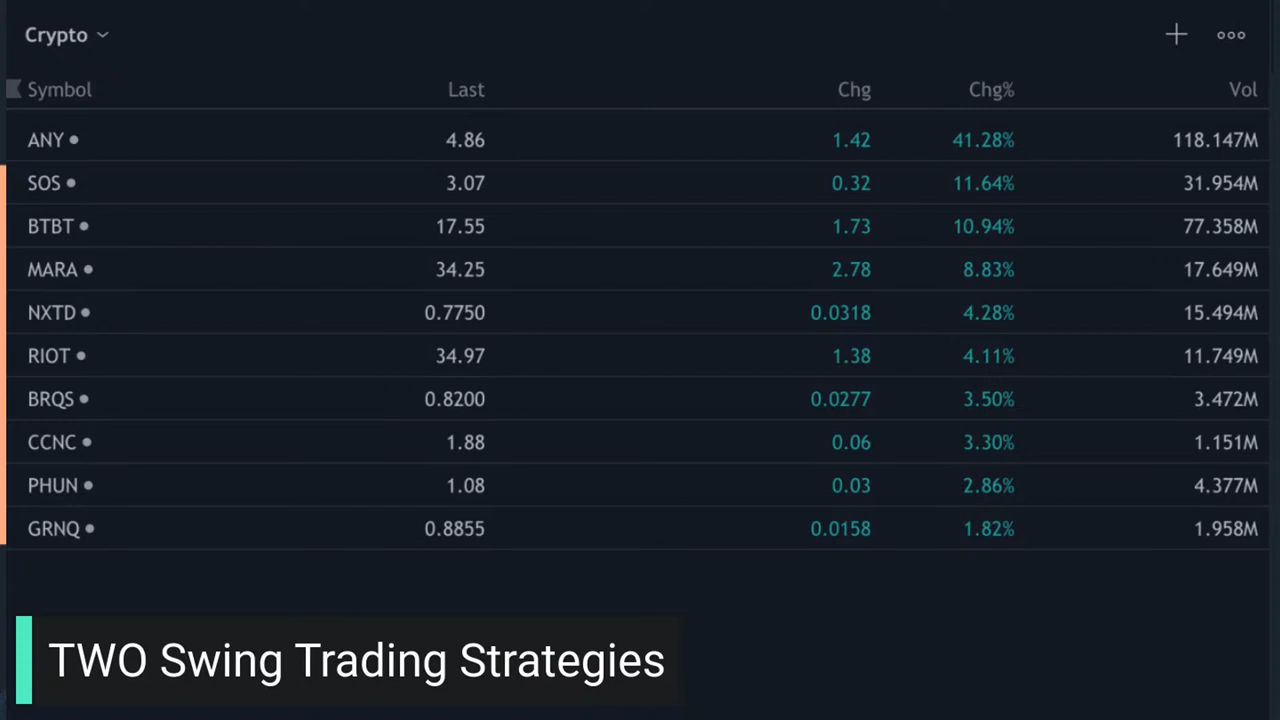 Crypto
Symbol Last Chg Chg% Vol
ANY 4.86 1.42 41.28% 118.147M
SOS 3.07 0.32 11.64% 31.954M
BTBT 17.55 1.73 10.94% 77.358M
MARA 34.25 2.78 8.83% 17.649M
NXTD 0.7750 0.0318 4.28% 15.494M
RIOT 34.97 1.38 4.11% 11.749M
BRQS 0.8200 0.0277 3.50% 3.472M
CCNC 1.88 0.06 3.30% 1.151M
PHUN 1.08 0.03 2.86% 4.377M
GRNQ 0.8855 0.0158 1.82% 1.958M
TWO Swing Trading Strategies